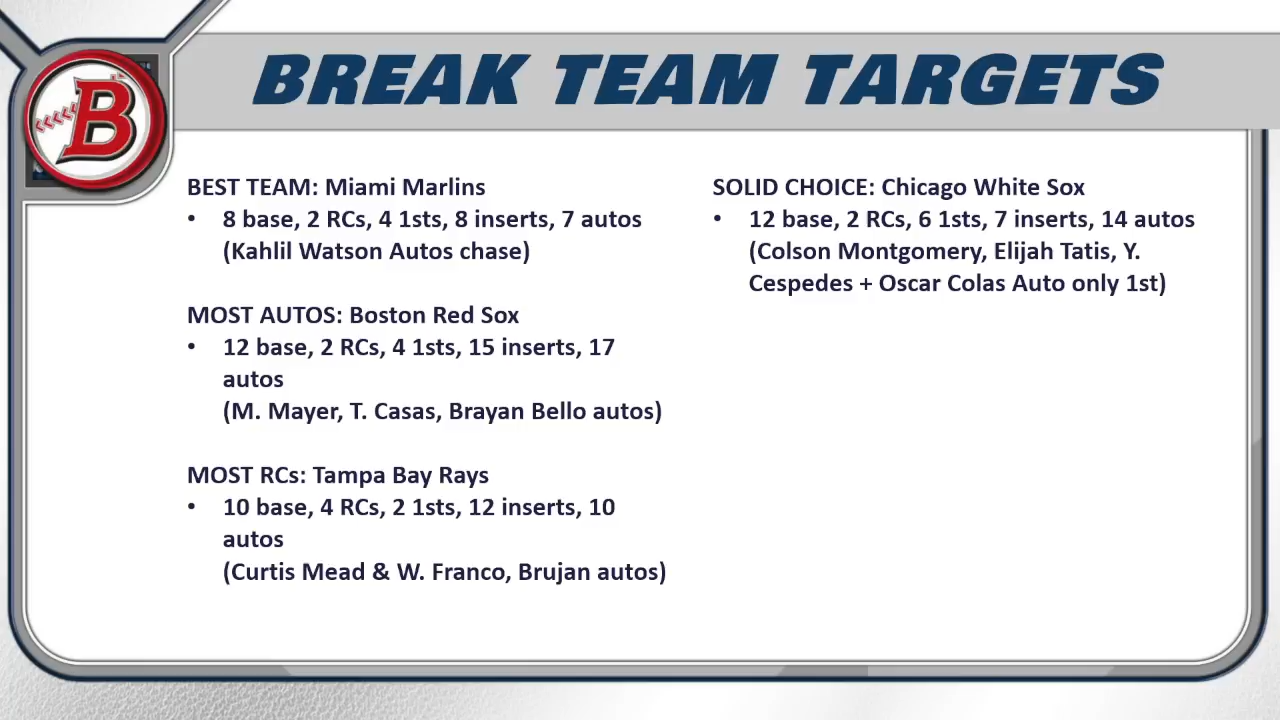 B
BREAK TEAM TARGETS
BEST TEAM: Miami Marlins
• 8 base, 2 RCs, 4 1sts, 8 inserts, 7 autos
(Kahlil Watson Autos chase)
MOST AUTOS: Boston Red Sox
• 12 base, 2 RCs, 4 1sts, 15 inserts, 17
autos
(M. Mayer, T. Casas, Brayan Bello autos)
MOST RCs: Tampa Bay Rays
• 10 base, 4 RCs, 2 1sts, 12 inserts, 10
autos
(Curtis Mead & W. Franco, Brujan autos)
SOLID CHOICE: Chicago White Sox
• 12 base, 2 RCs, 6 1sts, 7 inserts, 14 autos
(Colson Montgomery, Elijah Tatis, Y.
Cespedes + Oscar Colas Auto only 1st)